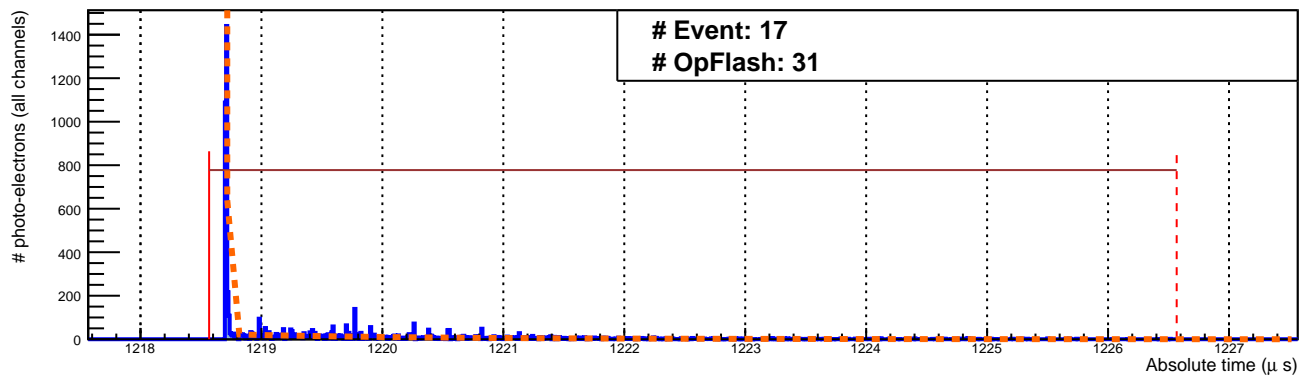 # Event: 17
# OpFlash: 31
# photo-electrons (all channels)
1400
1200
1000
800
600
400
200
0
1218 1219 1220 1221 1222 1223 1224 1225 1226 1227
Absolute time (μ s)